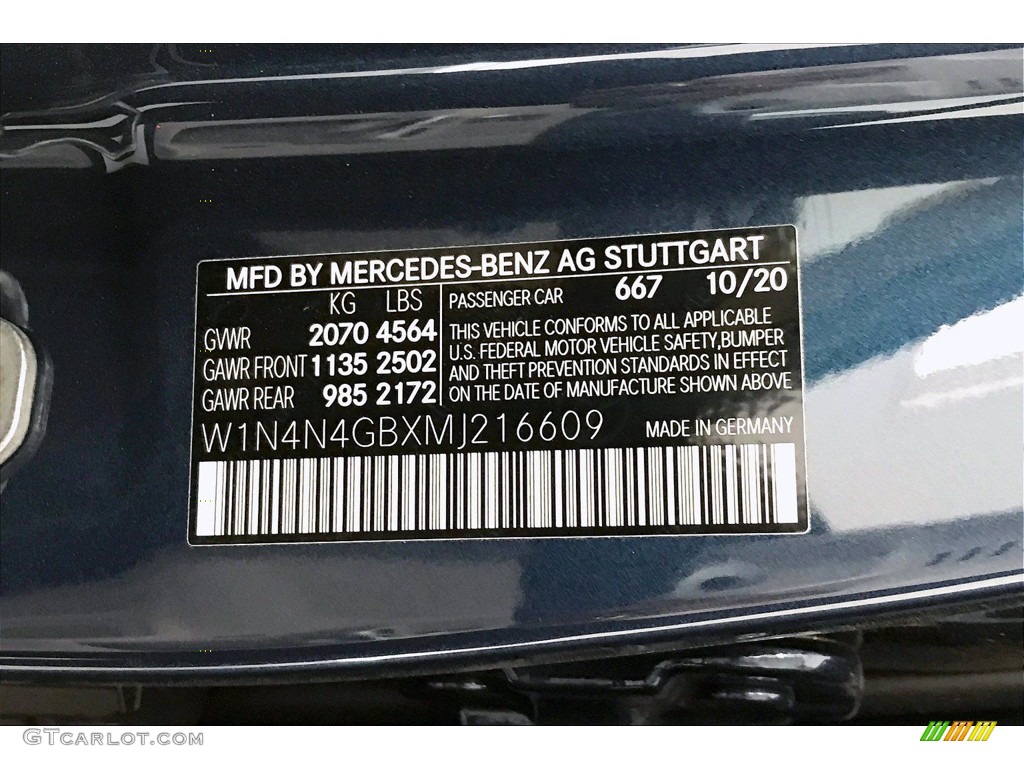 MFD BY MERCEDES-BENZ AG STUTTGART
KG LBS
GVWR 2070 4564
GAWR FRONT 1135 2502
GAWR REAR 985 2172
PASSENGER CAR 667 10/20
THIS VEHICLE CONFORMS TO ALL APPLICABLE
U.S. FEDERAL MOTOR VEHICLE SAFETY,BUMPER
AND THEFT PREVENTION STANDARDS IN EFFECT
ON THE DATE OF MANUFACTURE SHOWN ABOVE
W1N4N4GBXMJ216609 MADE IN GERMANY
GTCARLOT.COM